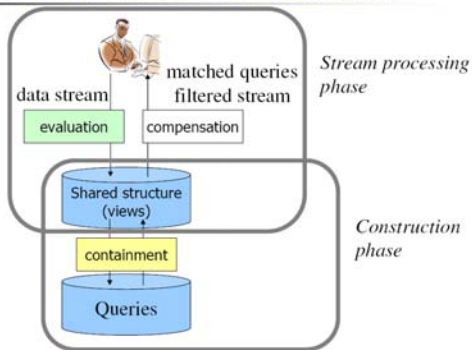 Stream processing
phase
matched queries
filtered stream
data stream
evaluation
compensation
Shared structure
(views)
Construction
phase
containment
Queries